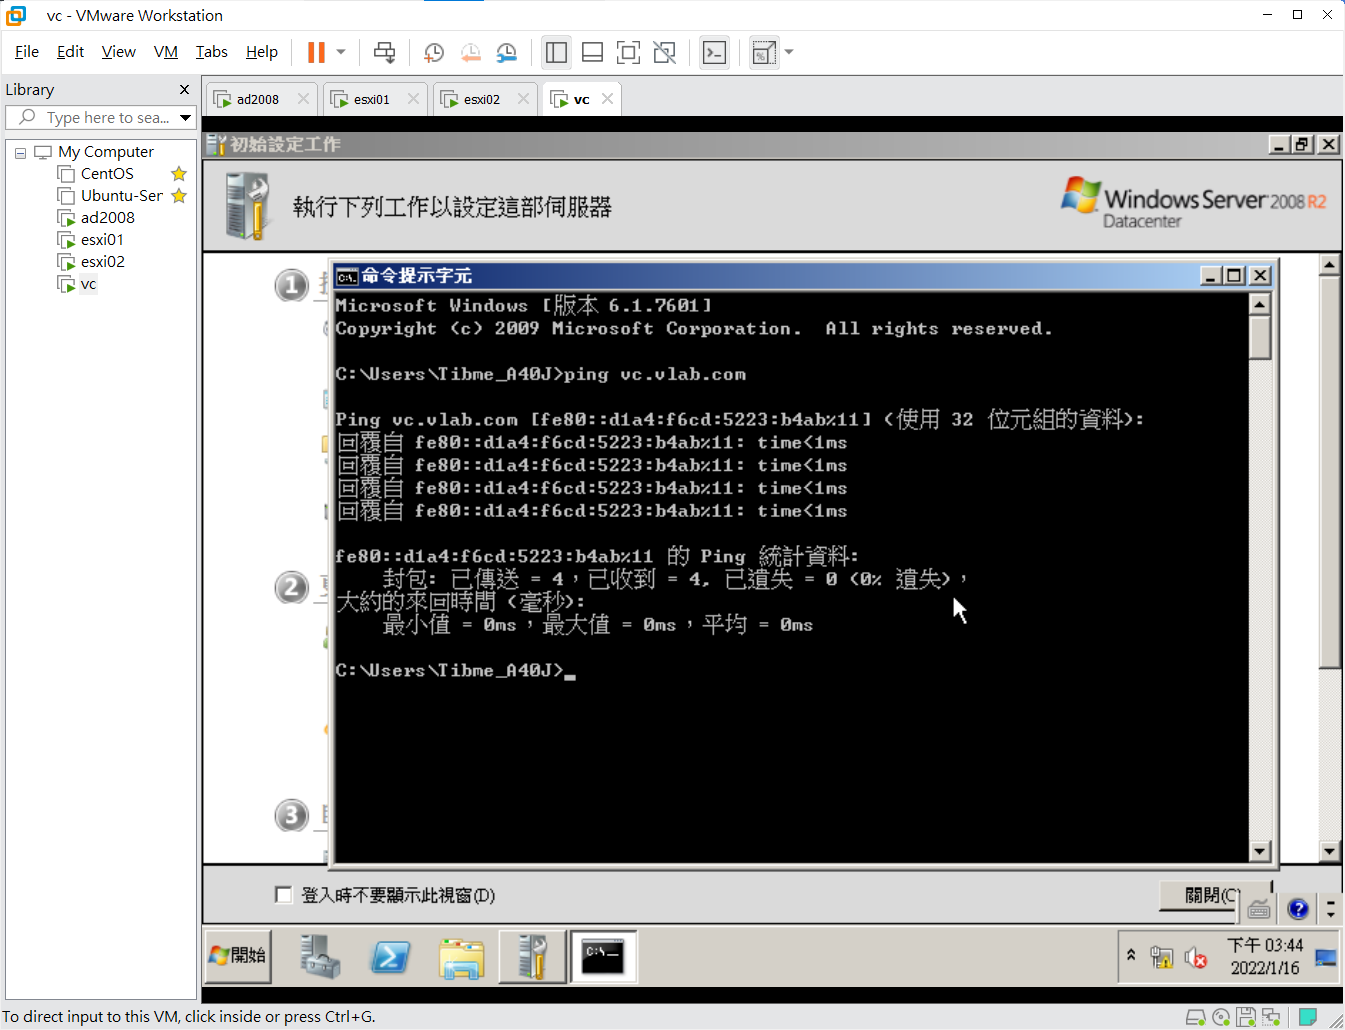 vc - VMware Workstation
File Edit View VM Tabs Help
Library
Type here to sea...
My Computer
CentOS
Ubuntu-Ser
ad2008
esxi01
esxi02
vc
ad2008 esxi01 esxi02 vc
初始設定工作
執行下列工作以設定這部伺服器
Windows Server 2008 R2
Datacenter
1
命令提示字元
Microsoft Windows [版本 6.1.7601]
Copyright (c) 2009 Microsoft Corporation.  All rights reserved.
C:\Users\Tibme_A40J>ping vc.vlab.com
Ping vc.vlab.com [fe80::d1a4:f6cd:5223:b4ab%11] (使用 32 位元組的資料):
回覆自 fe80::d1a4:f6cd:5223:b4ab%11: time<1ms
回覆自 fe80::d1a4:f6cd:5223:b4ab%11: time<1ms
回覆自 fe80::d1a4:f6cd:5223:b4ab%11: time<1ms
回覆自 fe80::d1a4:f6cd:5223:b4ab%11: time<1ms
fe80::d1a4:f6cd:5223:b4ab%11 的 Ping 統計資料:
封包: 已傳送 = 4，已收到 = 4, 已遺失 = 0 (0% 遺失)，
大約的來回時間 (毫秒):
最小值 = 0ms，最大值 = 0ms，平均 = 0ms
C:\Users\Tibme_A40J>_
2
3
登入時不要顯示此視窗(D)
關閉(C
開始
下午 03:44
2022/1/16
To direct input to this VM, click inside or press Ctrl+G.